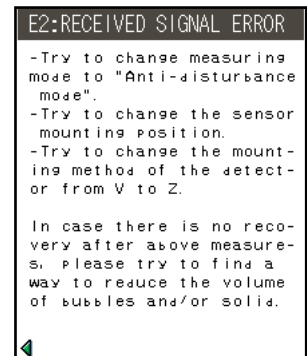 E2:RECEIVED SIGNAL ERROR
-Try to change measuring
mode to "Anti-disturbance
mode".
-Try to change the sensor
mounting position.
-Try to change the mount-
ing method of the detect-
or from V to Z.
In case there is no reco-
very after above measure-
s, please try to find a
way to reduce the volume
of bubbles and/or solid.